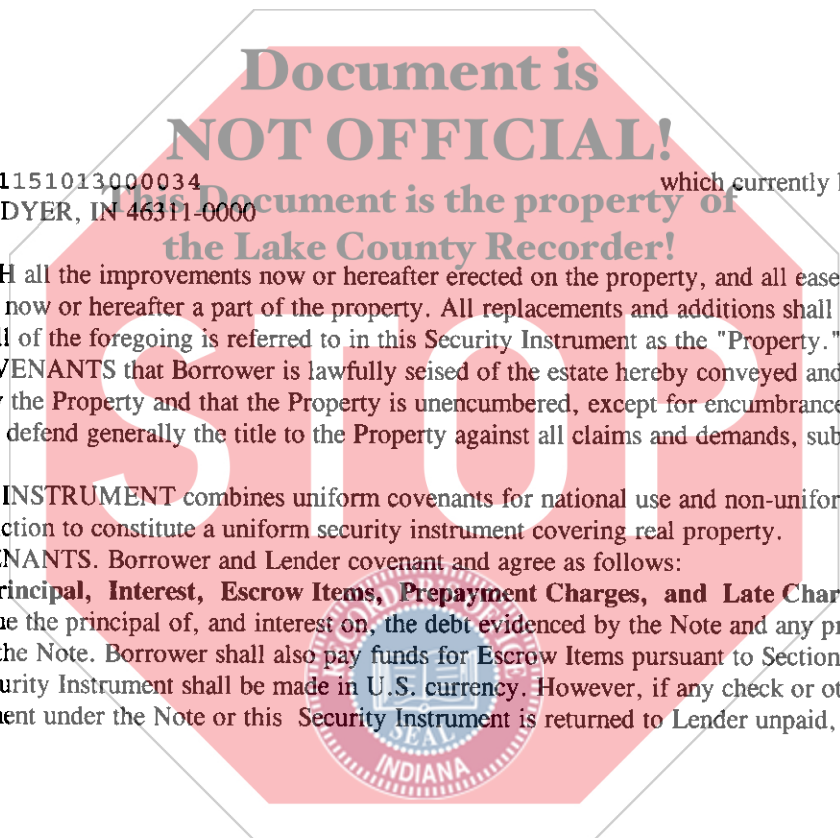 Document is
NOT OFFICIAL!
1151013000034 which currently
This Document is the property of
DYER, IN 46311-0000
the Lake County Recorder!
H all the improvements now or hereafter erected on the property, and all ease
now or hereafter a part of the property. All replacements and additions shall
l of the foregoing is referred to in this Security Instrument as the "Property."
VENANTS that Borrower is lawfully seised of the estate hereby conveyed and
the Property and that the Property is unencumbered, except for encumbrance
defend generally the title to the Property against all claims and demands, sub
STOP
INSTRUMENT combines uniform covenants for national use and non-unifor
ction to constitute a uniform security instrument covering real property.
ENANTS. Borrower and Lender covenant and agree as follows:
rincipal, Interest, Escrow Items, Prepayment Charges, and Late Char
ue the principal of, and interest on, the debt evidenced by the Note and any pr
the Note. Borrower shall also pay funds for Escrow Items pursuant to Section
urity Instrument shall be made in U.S. currency. However, if any check or ot
ent under the Note or this Security Instrument is returned to Lender unpaid,
SEAL
INDIANA